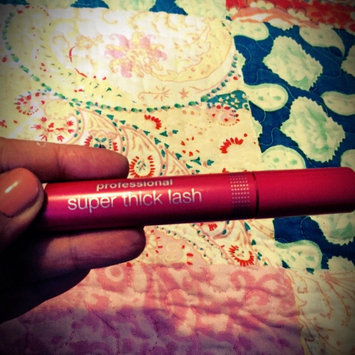 professional
super thick lash